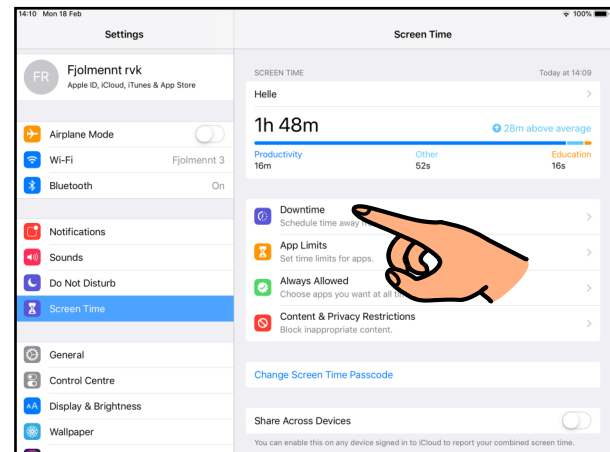 14:10 Mon 18 Feb
100%
Settings
Screen Time
FR
Fjolmennt rvk
Apple ID, iCloud, iTunes & App Store
Airplane Mode
Wi-Fi Fjolmennt 3
Bluetooth On
Notifications
Sounds
Do Not Disturb
Screen Time
General
Control Centre
AA Display & Brightness
Wallpaper
SCREEN TIME Today at 14:09
Helle
1h 48m 28m above average
Productivity Other Education
16m 52s 16s
Downtime
Schedule time away
App Limits
Set time limits for apps.
Always Allowed
Choose apps you want at all
Content & Privacy Restrictions
Block inappropriate content.
Change Screen Time Passcode
Share Across Devices
You can enable this on any device signed in to iCloud to report your combined screen time.